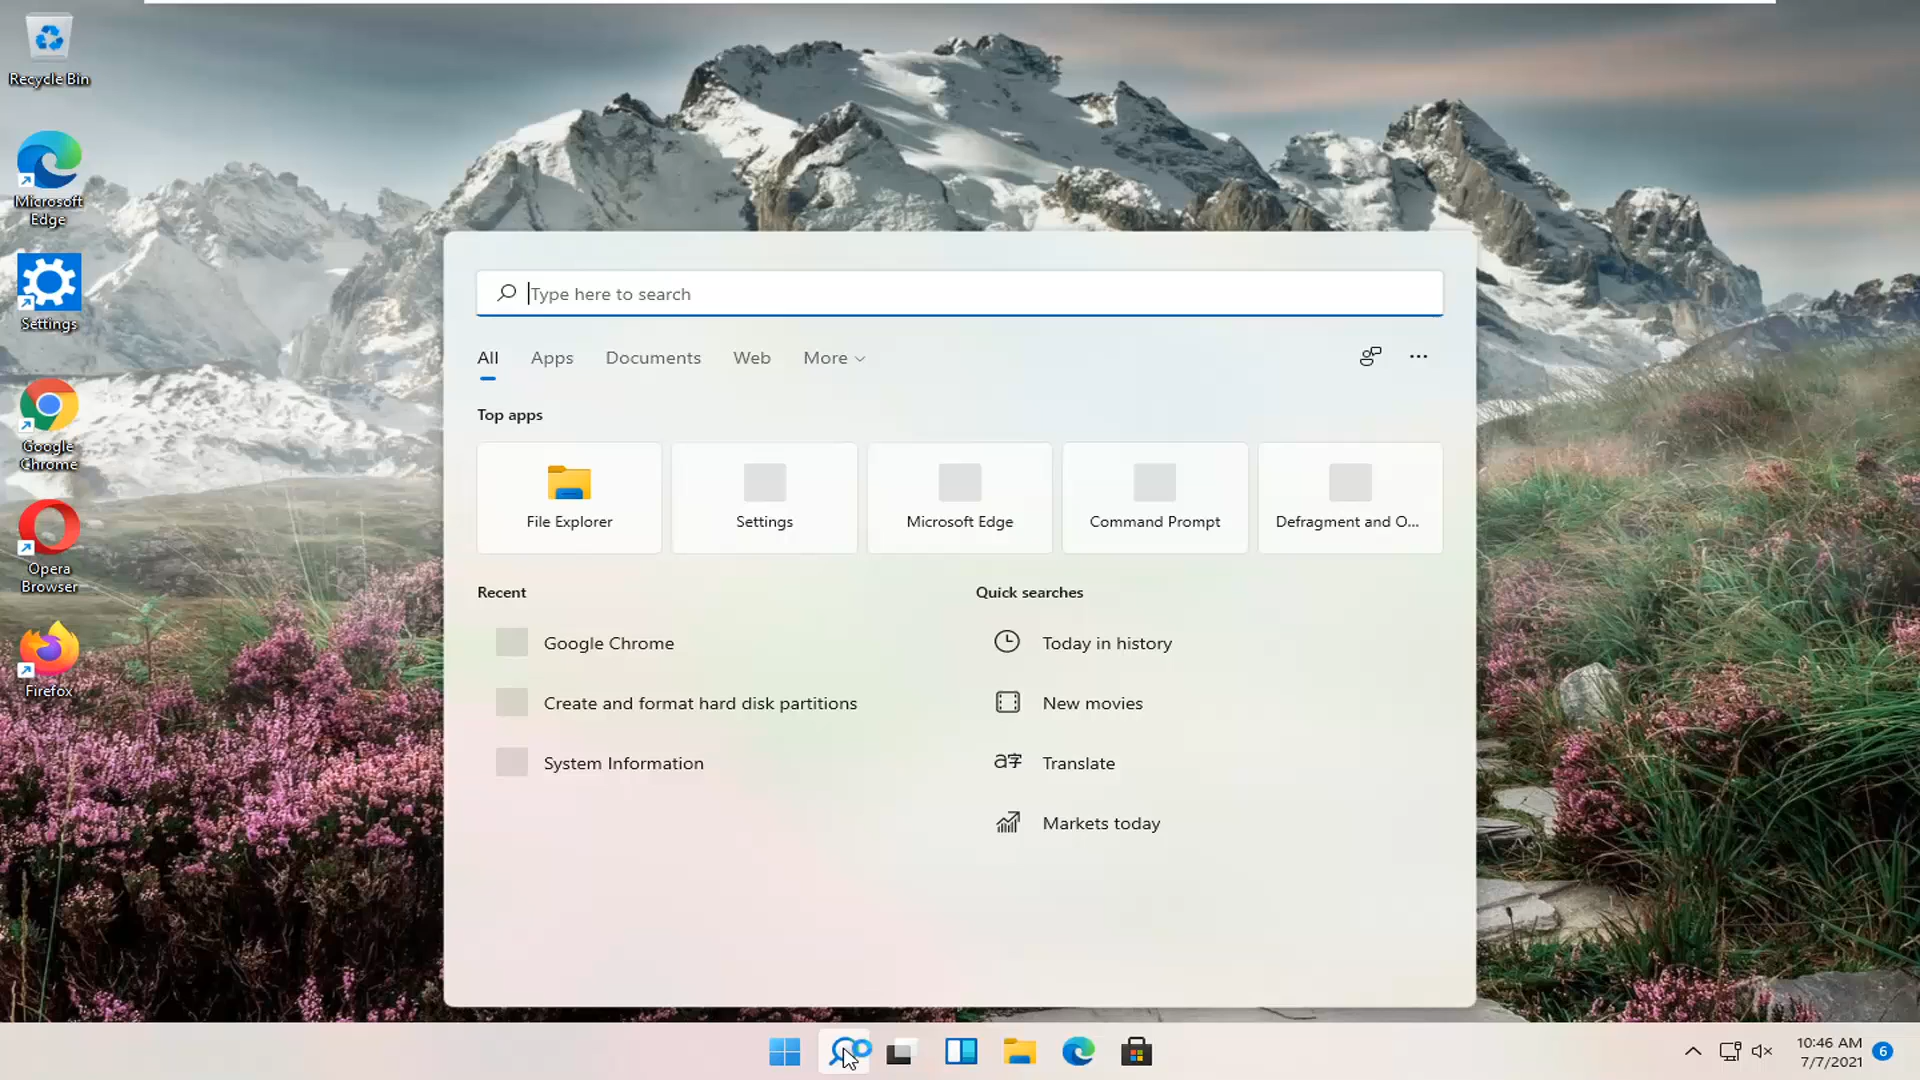 Recycle Bin
Microsoft
Edge
Settings
Google
Chrome
Opera
Browser
Firefox
Type here to search
All Apps Documents Web More
Top apps
File Explorer Settings Microsoft Edge Command Prompt Defragment and O...
Recent
Google Chrome
Create and format hard disk partitions
System Information
Quick searches
Today in history
New movies
a字 Translate
Markets today
10:46 AM
7/7/2021
6